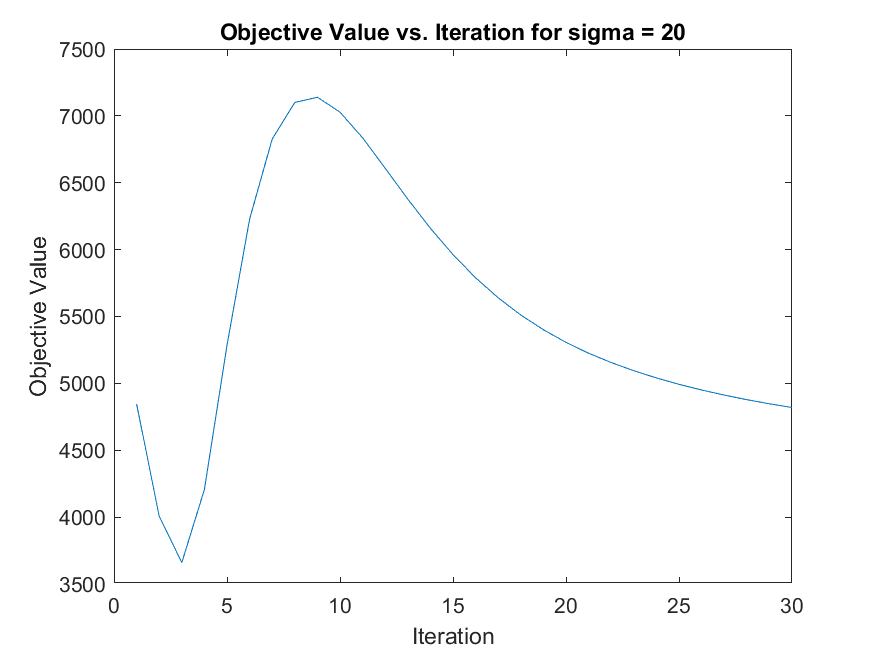 Objective Value vs. Iteration for sigma = 20
7500
7000
6500
6000
5500
5000
4500
4000
3500
Objective Value
0 5 10 15 20 25 30
Iteration